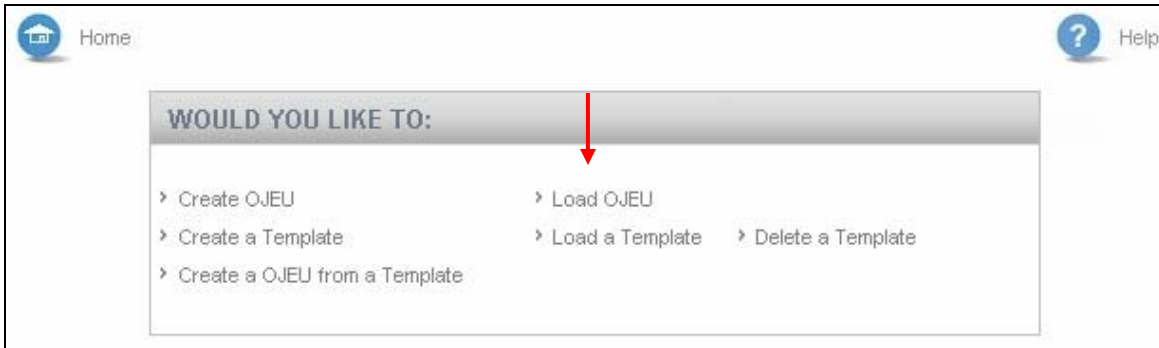 Home
Help
WOULD YOU LIKE TO:
› Create OJEU
› Load OJEU
› Create a Template
› Load a Template
› Delete a Template
› Create a OJEU from a Template